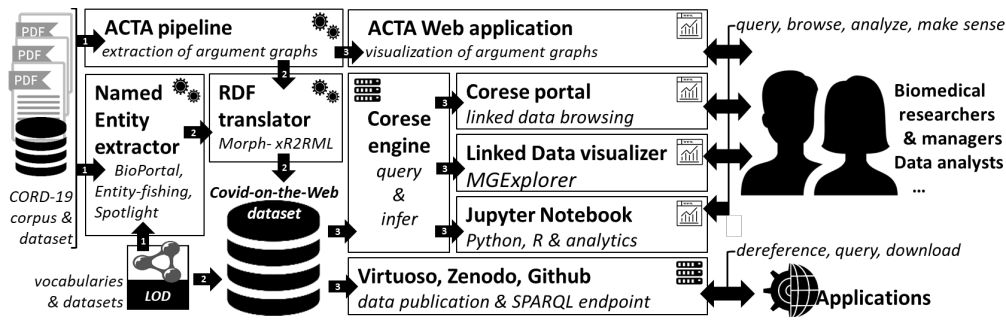 PDF
PDF
PDF
CORD-19
corpus &
dataset
1
ACTA pipeline
extraction of argument graphs
3
ACTA Web application
visualization of argument graphs
query, browse, analyze, make sense
2
1
Named
Entity
extractor
BioPortal,
Entity-fishing,
Spotlight
2
RDF
translator
Morph- xR2RML
2
Covid-on-the-Web
dataset
3
Corese
engine
query
&
infer
3
Corese portal
linked data browsing
3
Linked Data visualizer
MGExplorer
3
Jupyter Notebook
Python, R & analytics
Biomedical
researchers
& managers
Data analysts
...
1
vocabularies
& datasets
LOD
2
3
Virtuoso, Zenodo, Github
data publication & SPARQL endpoint
dereference, query, download
Applications